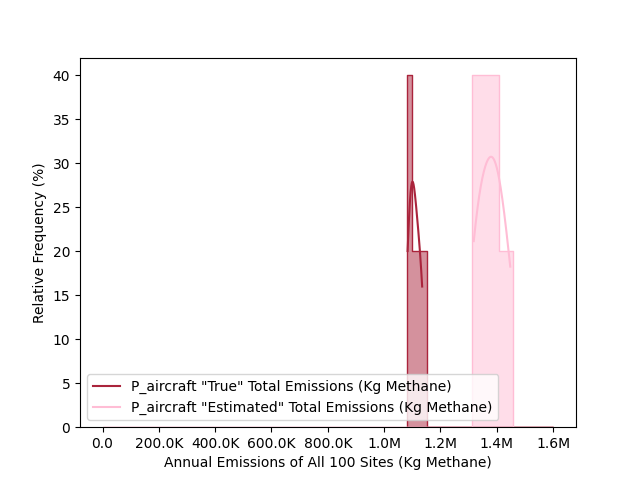 40
35
30
25
20
15
10
5
0
Relative Frequency (%)
P_aircraft "True" Total Emissions (Kg Methane)
P_aircraft "Estimated" Total Emissions (Kg Methane)
0.0 200.0K 400.0K 600.0K 800.0K 1.0M 1.2M 1.4M 1.6M
Annual Emissions of All 100 Sites (Kg Methane)